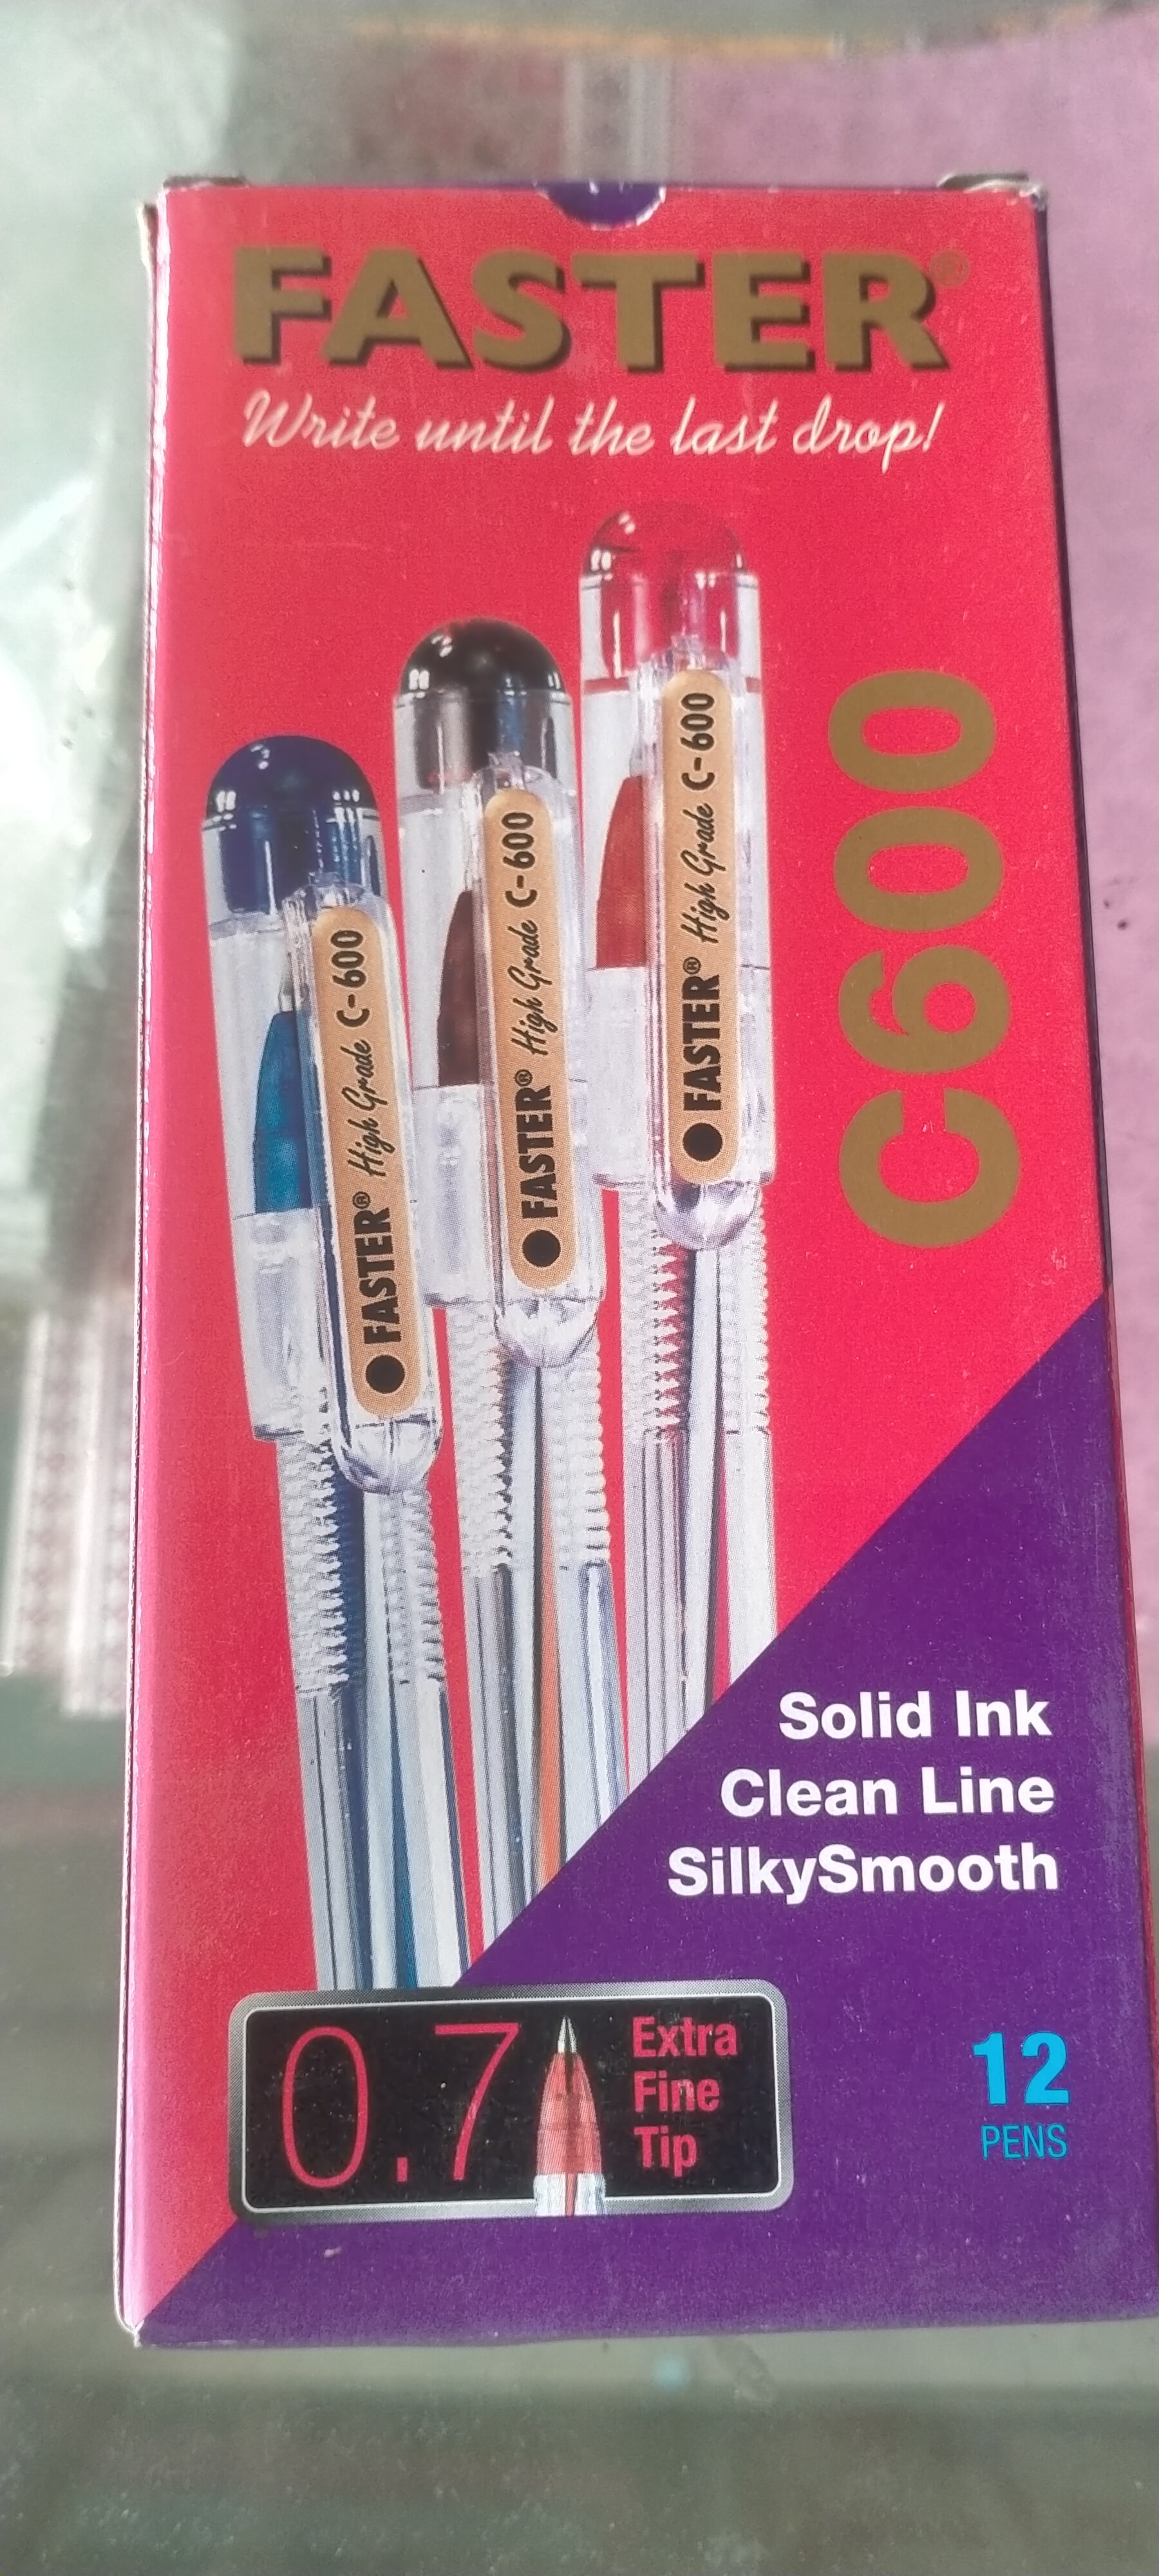 FASTER®
Write until the last drop!
C600
FASTER® High Grade C-600
FASTER® High Grade C-600
FASTER® High Grade C-600
Solid Ink
Clean Line
SilkySmooth
0.7
Extra
Fine
Tip
12
PENS